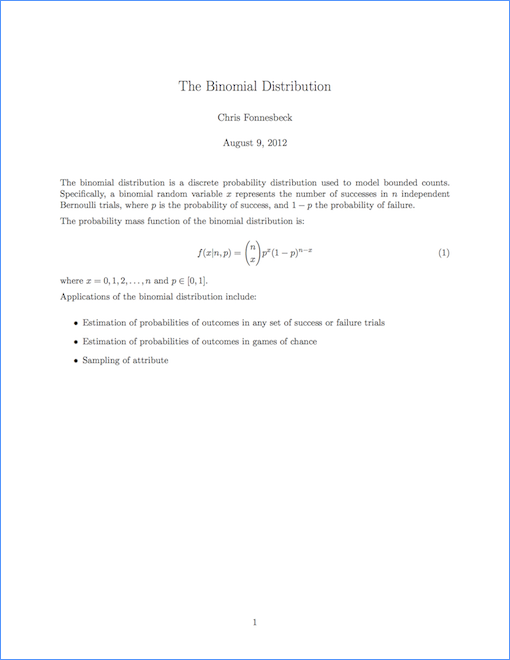 The Binomial Distribution
Chris Fonnesbeck
August 9, 2012
The binomial distribution is a discrete probability distribution used to model bounded counts.
Specifically, a binomial random variable x represents the number of successes in n independent
Bernoulli trials, where p is the probability of success, and 1 − p the probability of failure.
The probability mass function of the binomial distribution is:
f(x|n, p) = (n x) pˣ(1 − p)ⁿ⁻ˣ (1)
where x = 0, 1, 2, . . . , n and p ∈ [0, 1].
Applications of the binomial distribution include:
• Estimation of probabilities of outcomes in any set of success or failure trials
• Estimation of probabilities of outcomes in games of chance
• Sampling of attribute
1